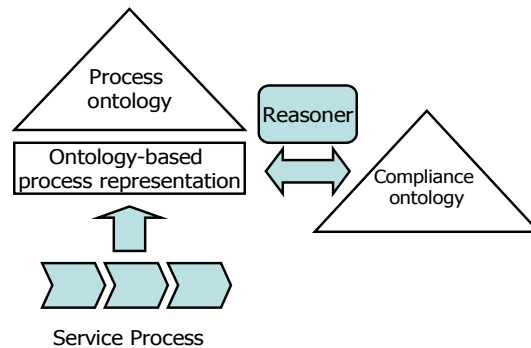 Process
ontology
Reasoner
Ontology-based
process representation
Compliance
ontology
Service Process